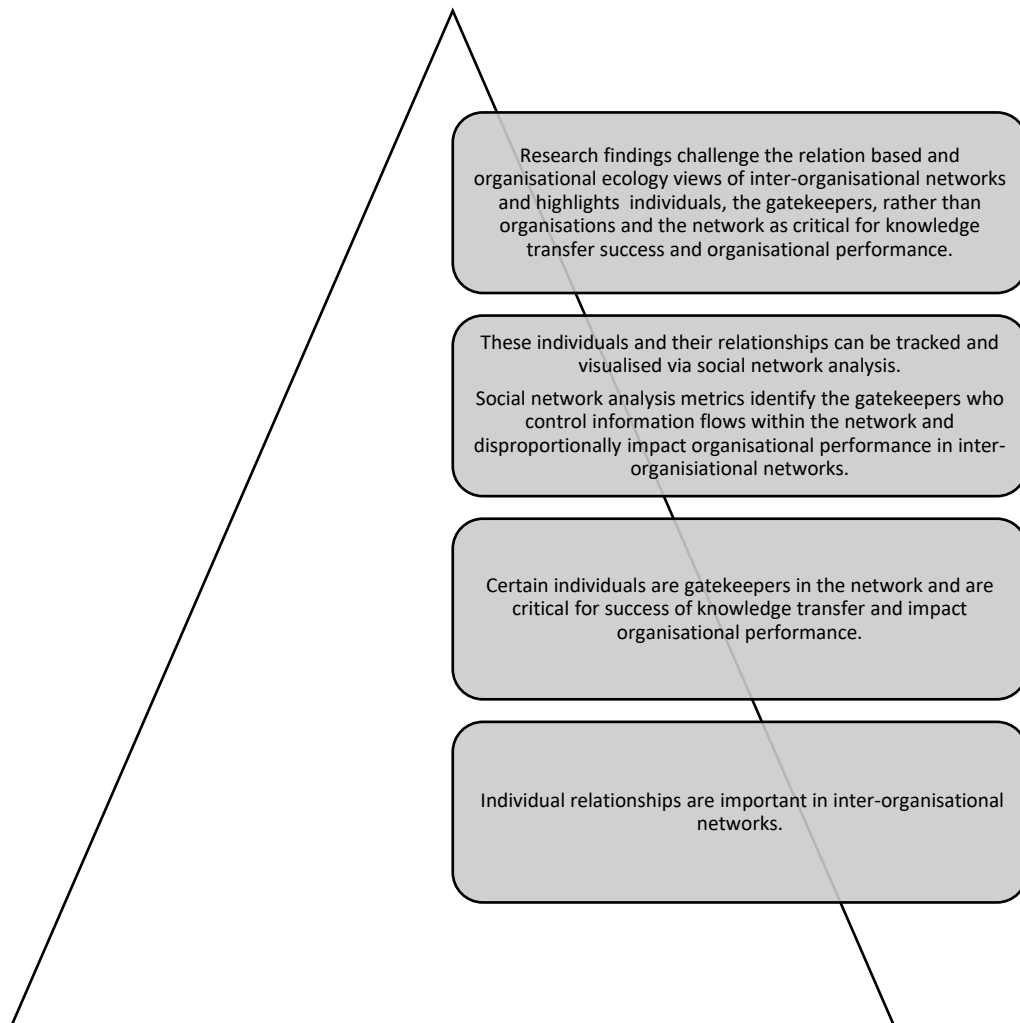 Research findings challenge the relation based and
organisational ecology views of inter-organisational networks
and highlights individuals, the gatekeepers, rather than
organisations and the network as critical for knowledge
transfer success and organisational performance.
These individuals and their relationships can be tracked and
visualised via social network analysis.
Social network analysis metrics identify the gatekeepers who
control information flows within the network and
disproportionally impact organisational performance in inter-
organisiational networks.
Certain individuals are gatekeepers in the network and are
critical for success of knowledge transfer and impact
organisational performance.
Individual relationships are important in inter-organisational
networks.